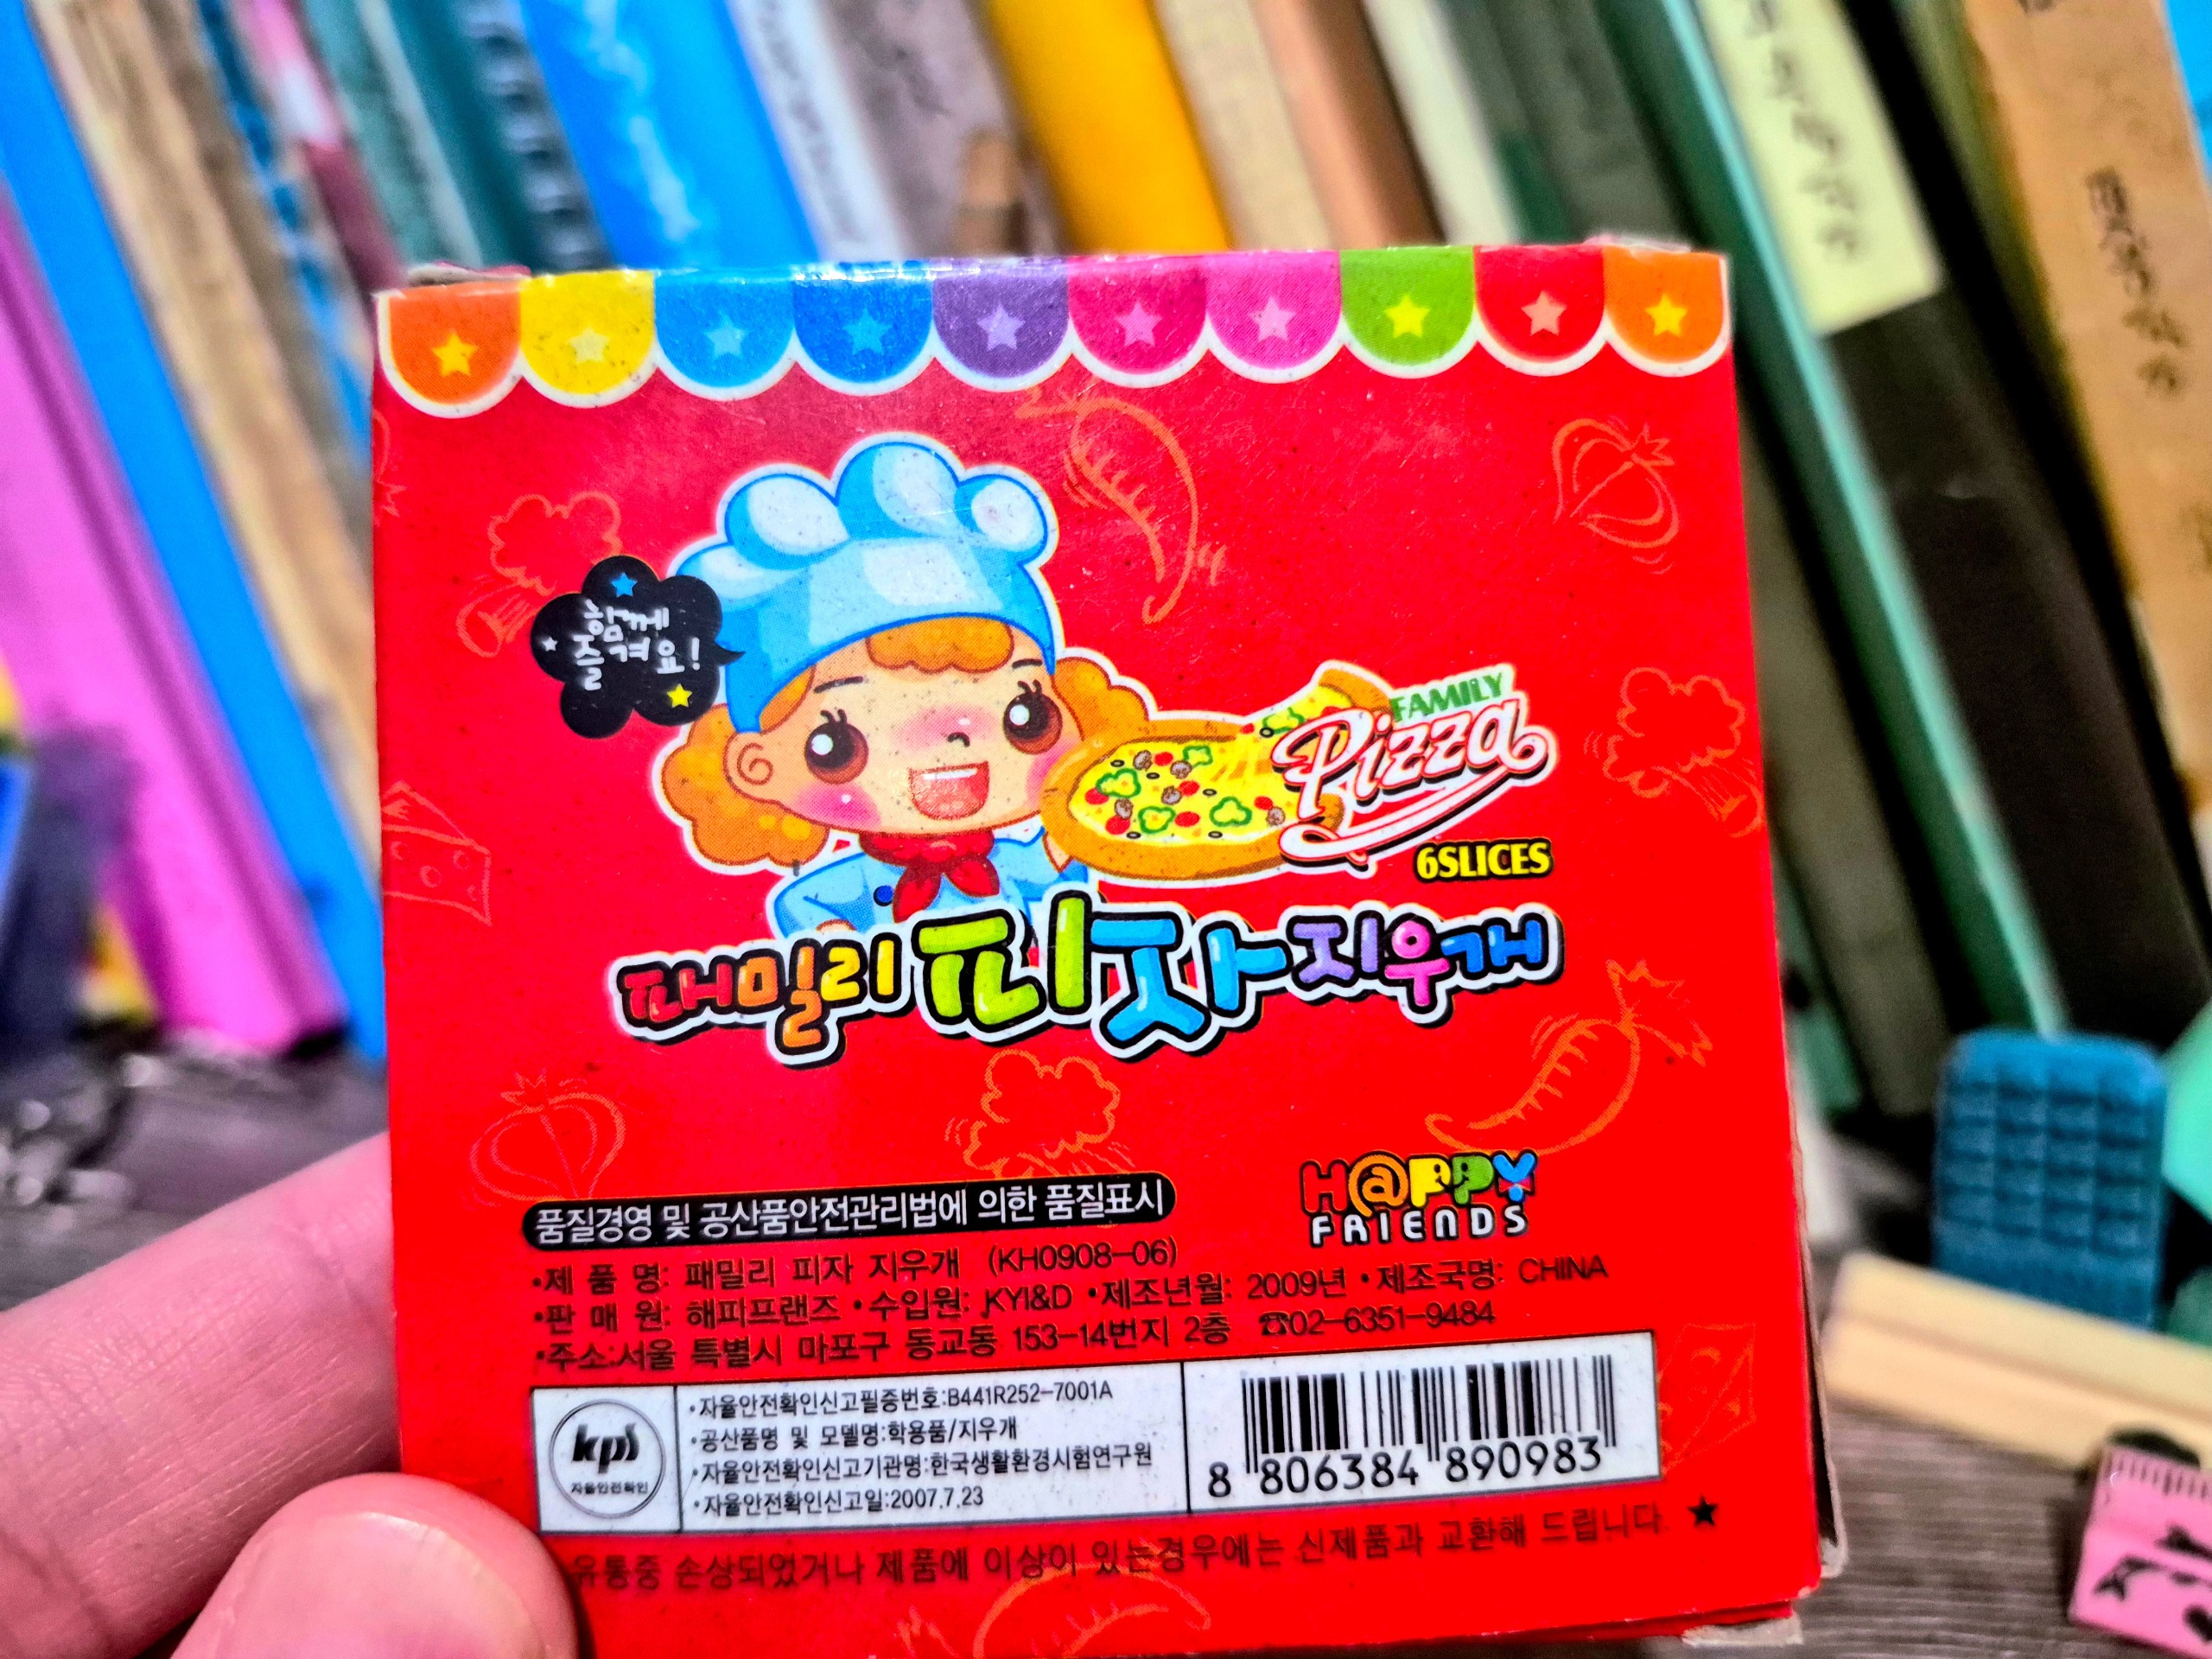 함께
즐겨요!
FAMILY
Pizza
6SLICES
패밀리 피자 지우개
H@PPY
FRIENDS
품질경영 및 공산품안전관리법에 의한 품질표시
•제 품 명: 패밀리 피자 지우개 (KH0908-06)
•판 매 원: 해피프랜즈 •수입원: JKYI&D •제조년월: 2009년 •제조국명: CHINA
•주소:서울 특별시 마포구 동교동 153-14번지 2층 ☎02-6351-9484
kps
자율안전확인
•자율안전확인신고필증번호:B441R252-7001A
•공산품명 및 모델명:학용품/지우개
•자율안전확인신고기관명:한국생활환경시험연구원
•자율안전확인신고일:2007.7.23
8 806384 890983
유통중 손상되었거나 제품에 이상이 있는경우에는 신제품과 교환해 드립니다. ★